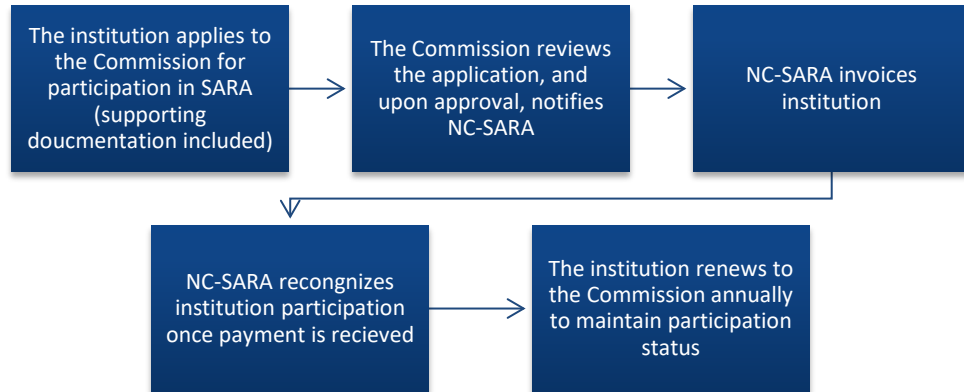 The institution applies to
the Commission for
participation in SARA
(supporting
doucmentation included)
The Commission reviews
the application, and
upon approval, notifies
NC-SARA
NC-SARA invoices
institution
NC-SARA recongnizes
institution participation
once payment is recieved
The institution renews to
the Commission annually
to maintain participation
status